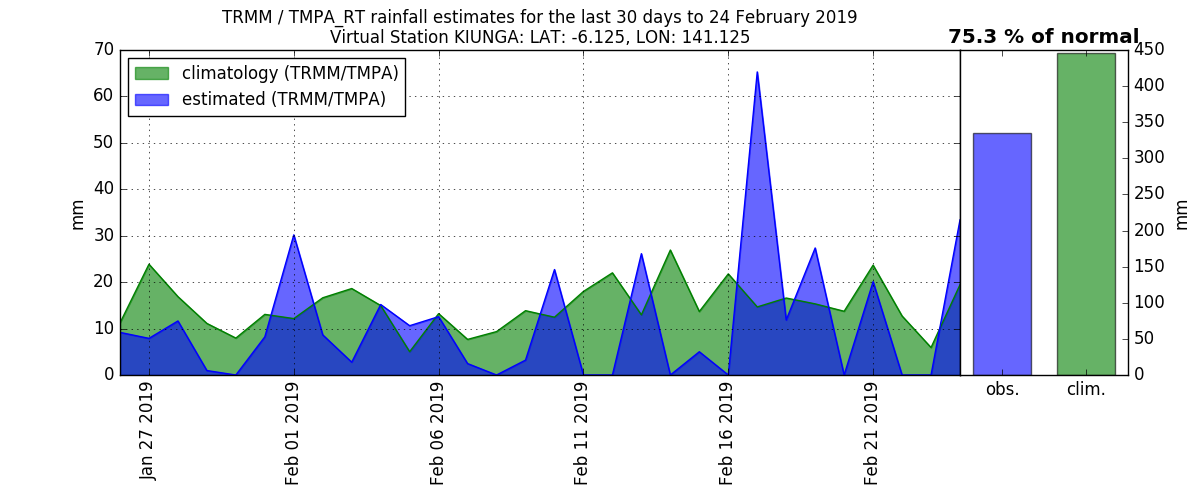 TRMM / TMPA_RT rainfall estimates for the last 30 days to 24 February 2019
Virtual Station KIUNGA: LAT: -6.125, LON: 141.125
75.3 % of normal
climatology (TRMM/TMPA)
estimated (TRMM/TMPA)
70
60
50
40
30
20
10
0
mm
Jan 27 2019
Feb 01 2019
Feb 06 2019
Feb 11 2019
Feb 16 2019
Feb 21 2019
450
400
350
300
250
200
150
100
50
0
mm
obs.
clim.